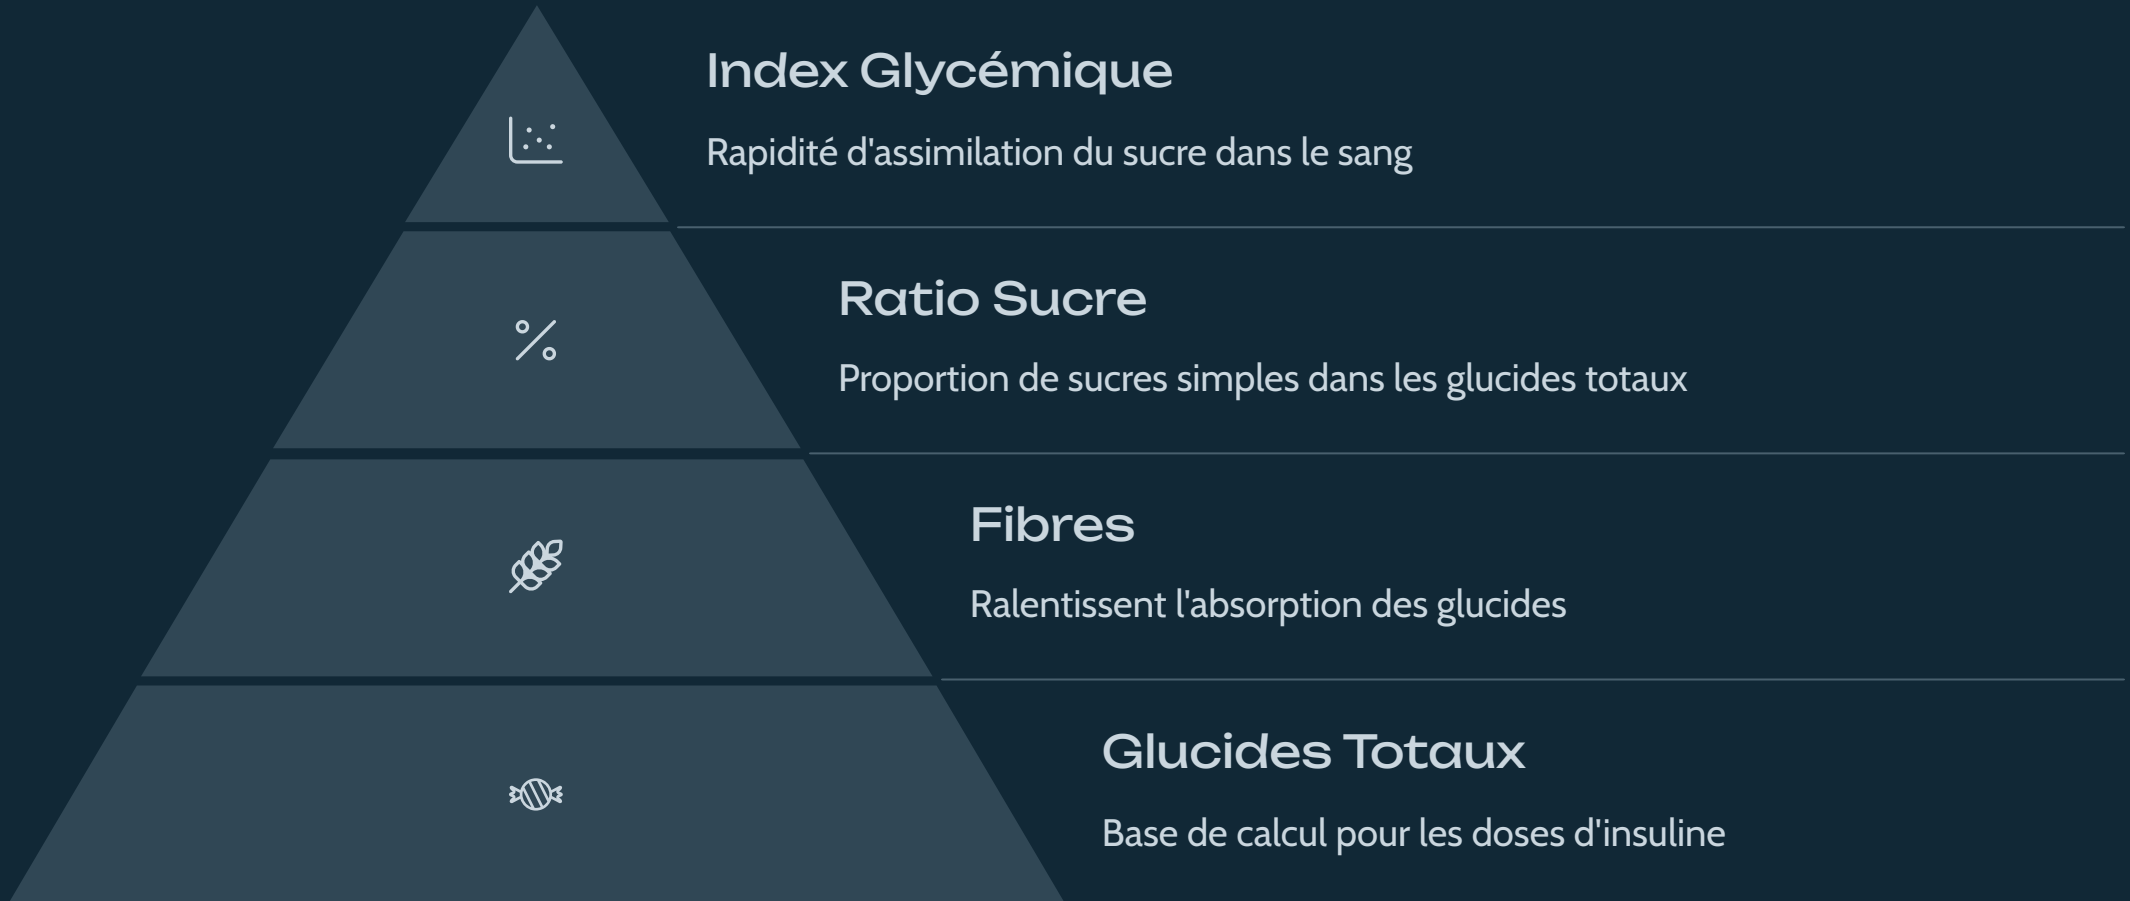 Index Glycémique
Rapidité d'assimilation du sucre dans le sang
Ratio Sucre
Proportion de sucres simples dans les glucides totaux
Fibres
Ralentissent l'absorption des glucides
Glucides Totaux
Base de calcul pour les doses d'insuline